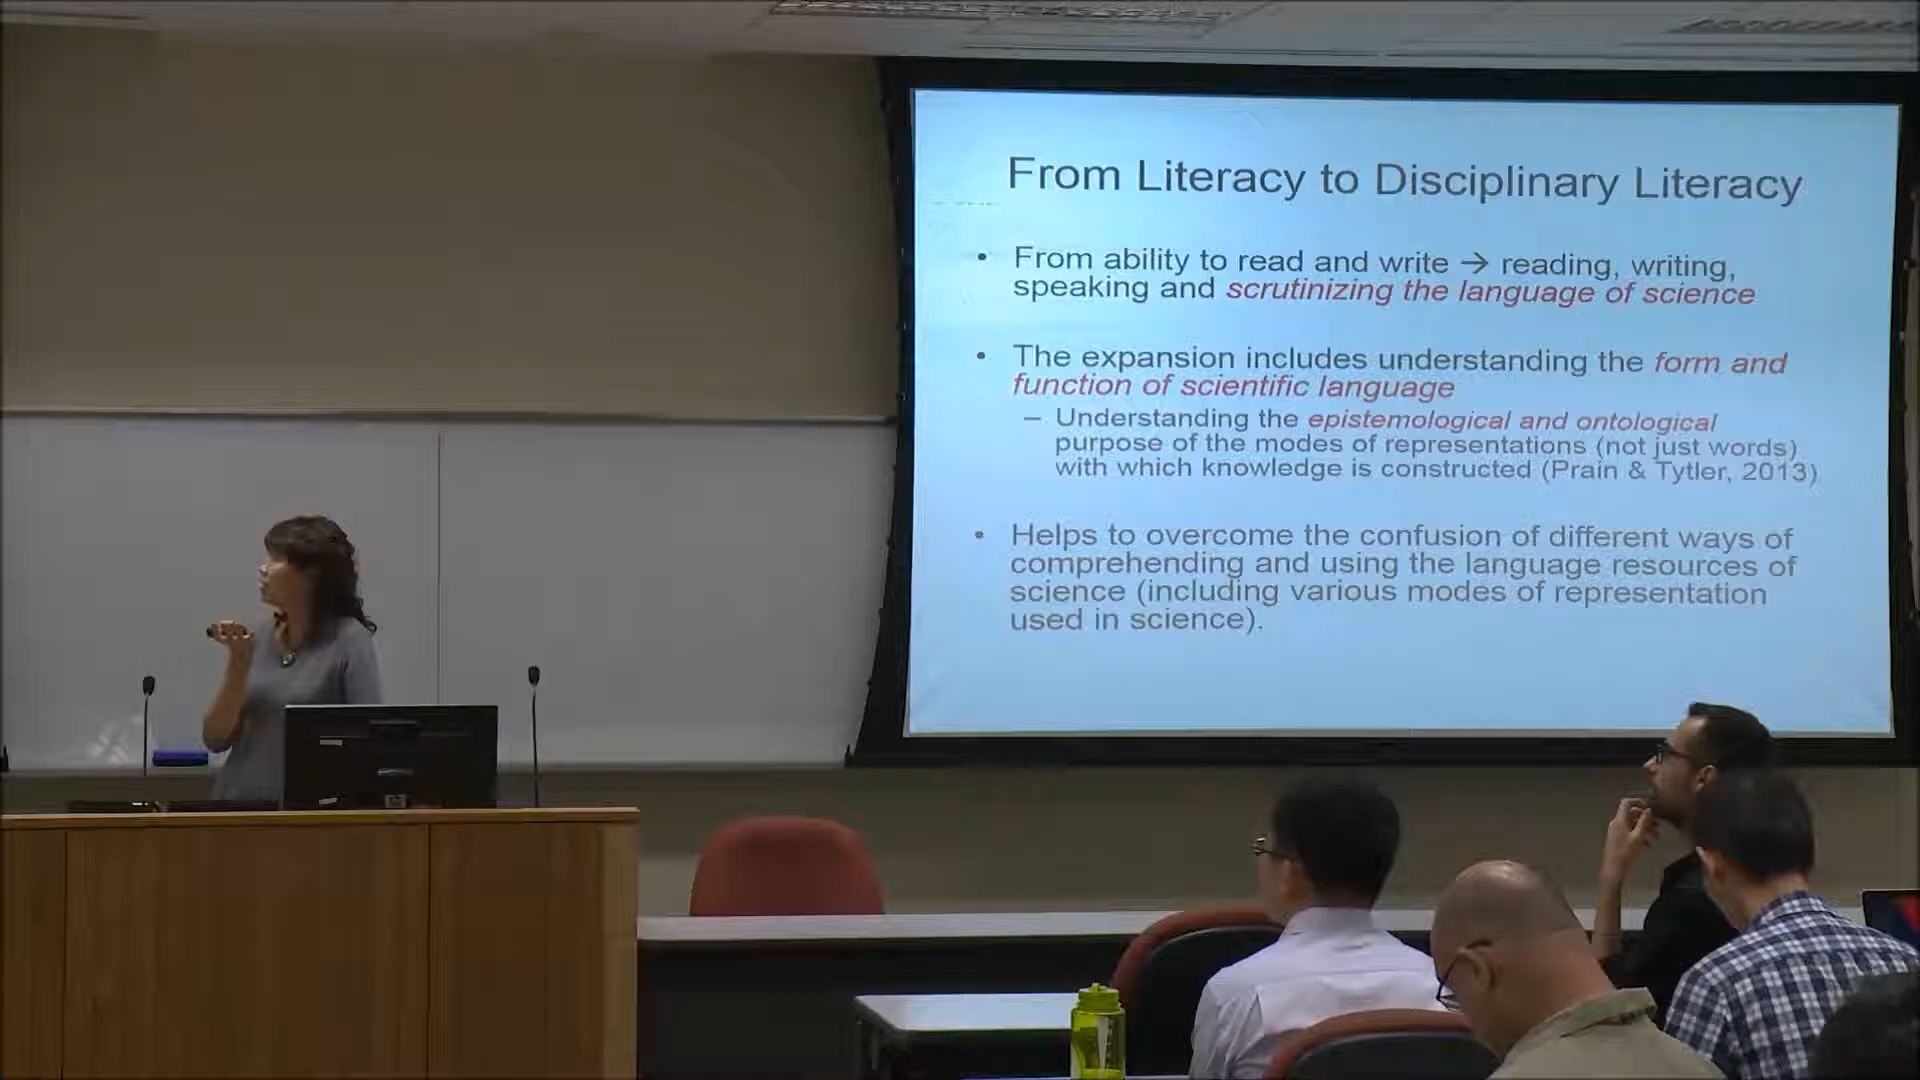 From Literacy to Disciplinary Literacy
• From ability to read and write → reading, writing,
speaking and scrutinizing the language of science
• The expansion includes understanding the form and
function of scientific language
– Understanding the epistemological and ontological
purpose of the modes of representations (not just words)
with which knowledge is constructed (Prain & Tytler, 2013)
• Helps to overcome the confusion of different ways of
comprehending and using the language resources of
science (including various modes of representation
used in science).